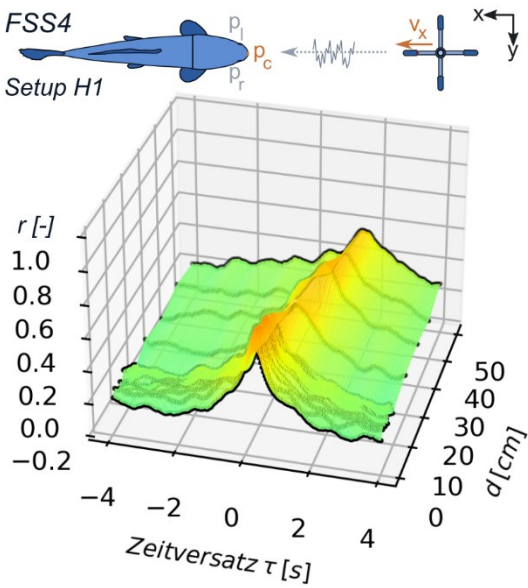 FSS4
Setup H1
p_l
p_c
p_r
v_x
x
y
r [-]
1.0
0.8
0.6
0.4
0.2
0.0
−0.2
−4
−2
0
2
4
Zeitversatz τ [s]
0
10
20
30
40
50
d [cm]